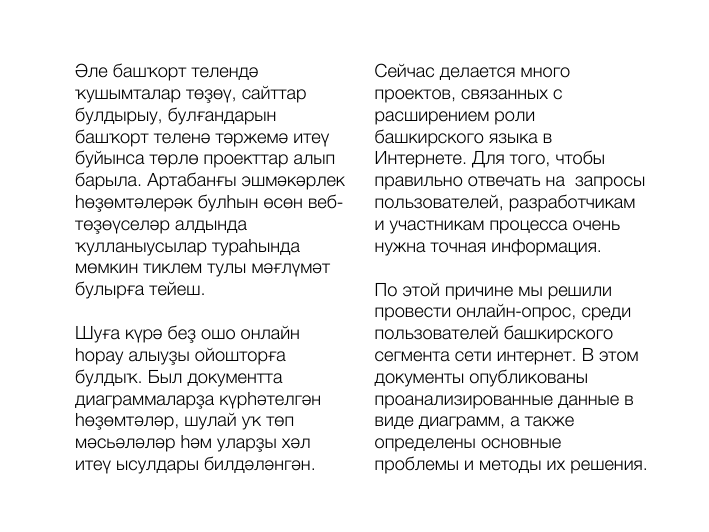 Әле башҡорт телендә
ҡушымталар төҙөү, сайттар
булдырыу, булғандарын
башҡорт теленә тәржемә итеү
буйынса төрлө проекттар алып
барыла. Артабанғы эшмәкәрлек
һөҙөмтәлерәк булһын өсөн веб-
төҙөүселәр алдында
ҡулланыусылар тураһында
мөмкин тиклем тулы мәғлүмәт
булырға тейеш.

Шуға күрә беҙ ошо онлайн
һорау алыуҙы ойошторға
булдыҡ. Был документта
диаграммаларҙа күрһәтелгән
һөҙөмтәләр, шулай уҡ төп
мәсьәләләр һәм уларҙы хәл
итеү ысулдары билдәләнгән.

Сейчас делается много
проектов, связанных с
расширением роли
башкирского языка в
Интернете. Для того, чтобы
правильно отвечать на  запросы
пользователей, разработчикам
и участникам процесса очень
нужна точная информация.

По этой причине мы решили
провести онлайн-опрос, среди
пользователей башкирского
сегмента сети интернет. В этом
документы опубликованы
проанализированные данные в
виде диаграмм, а также
определены основные
проблемы и методы их решения.